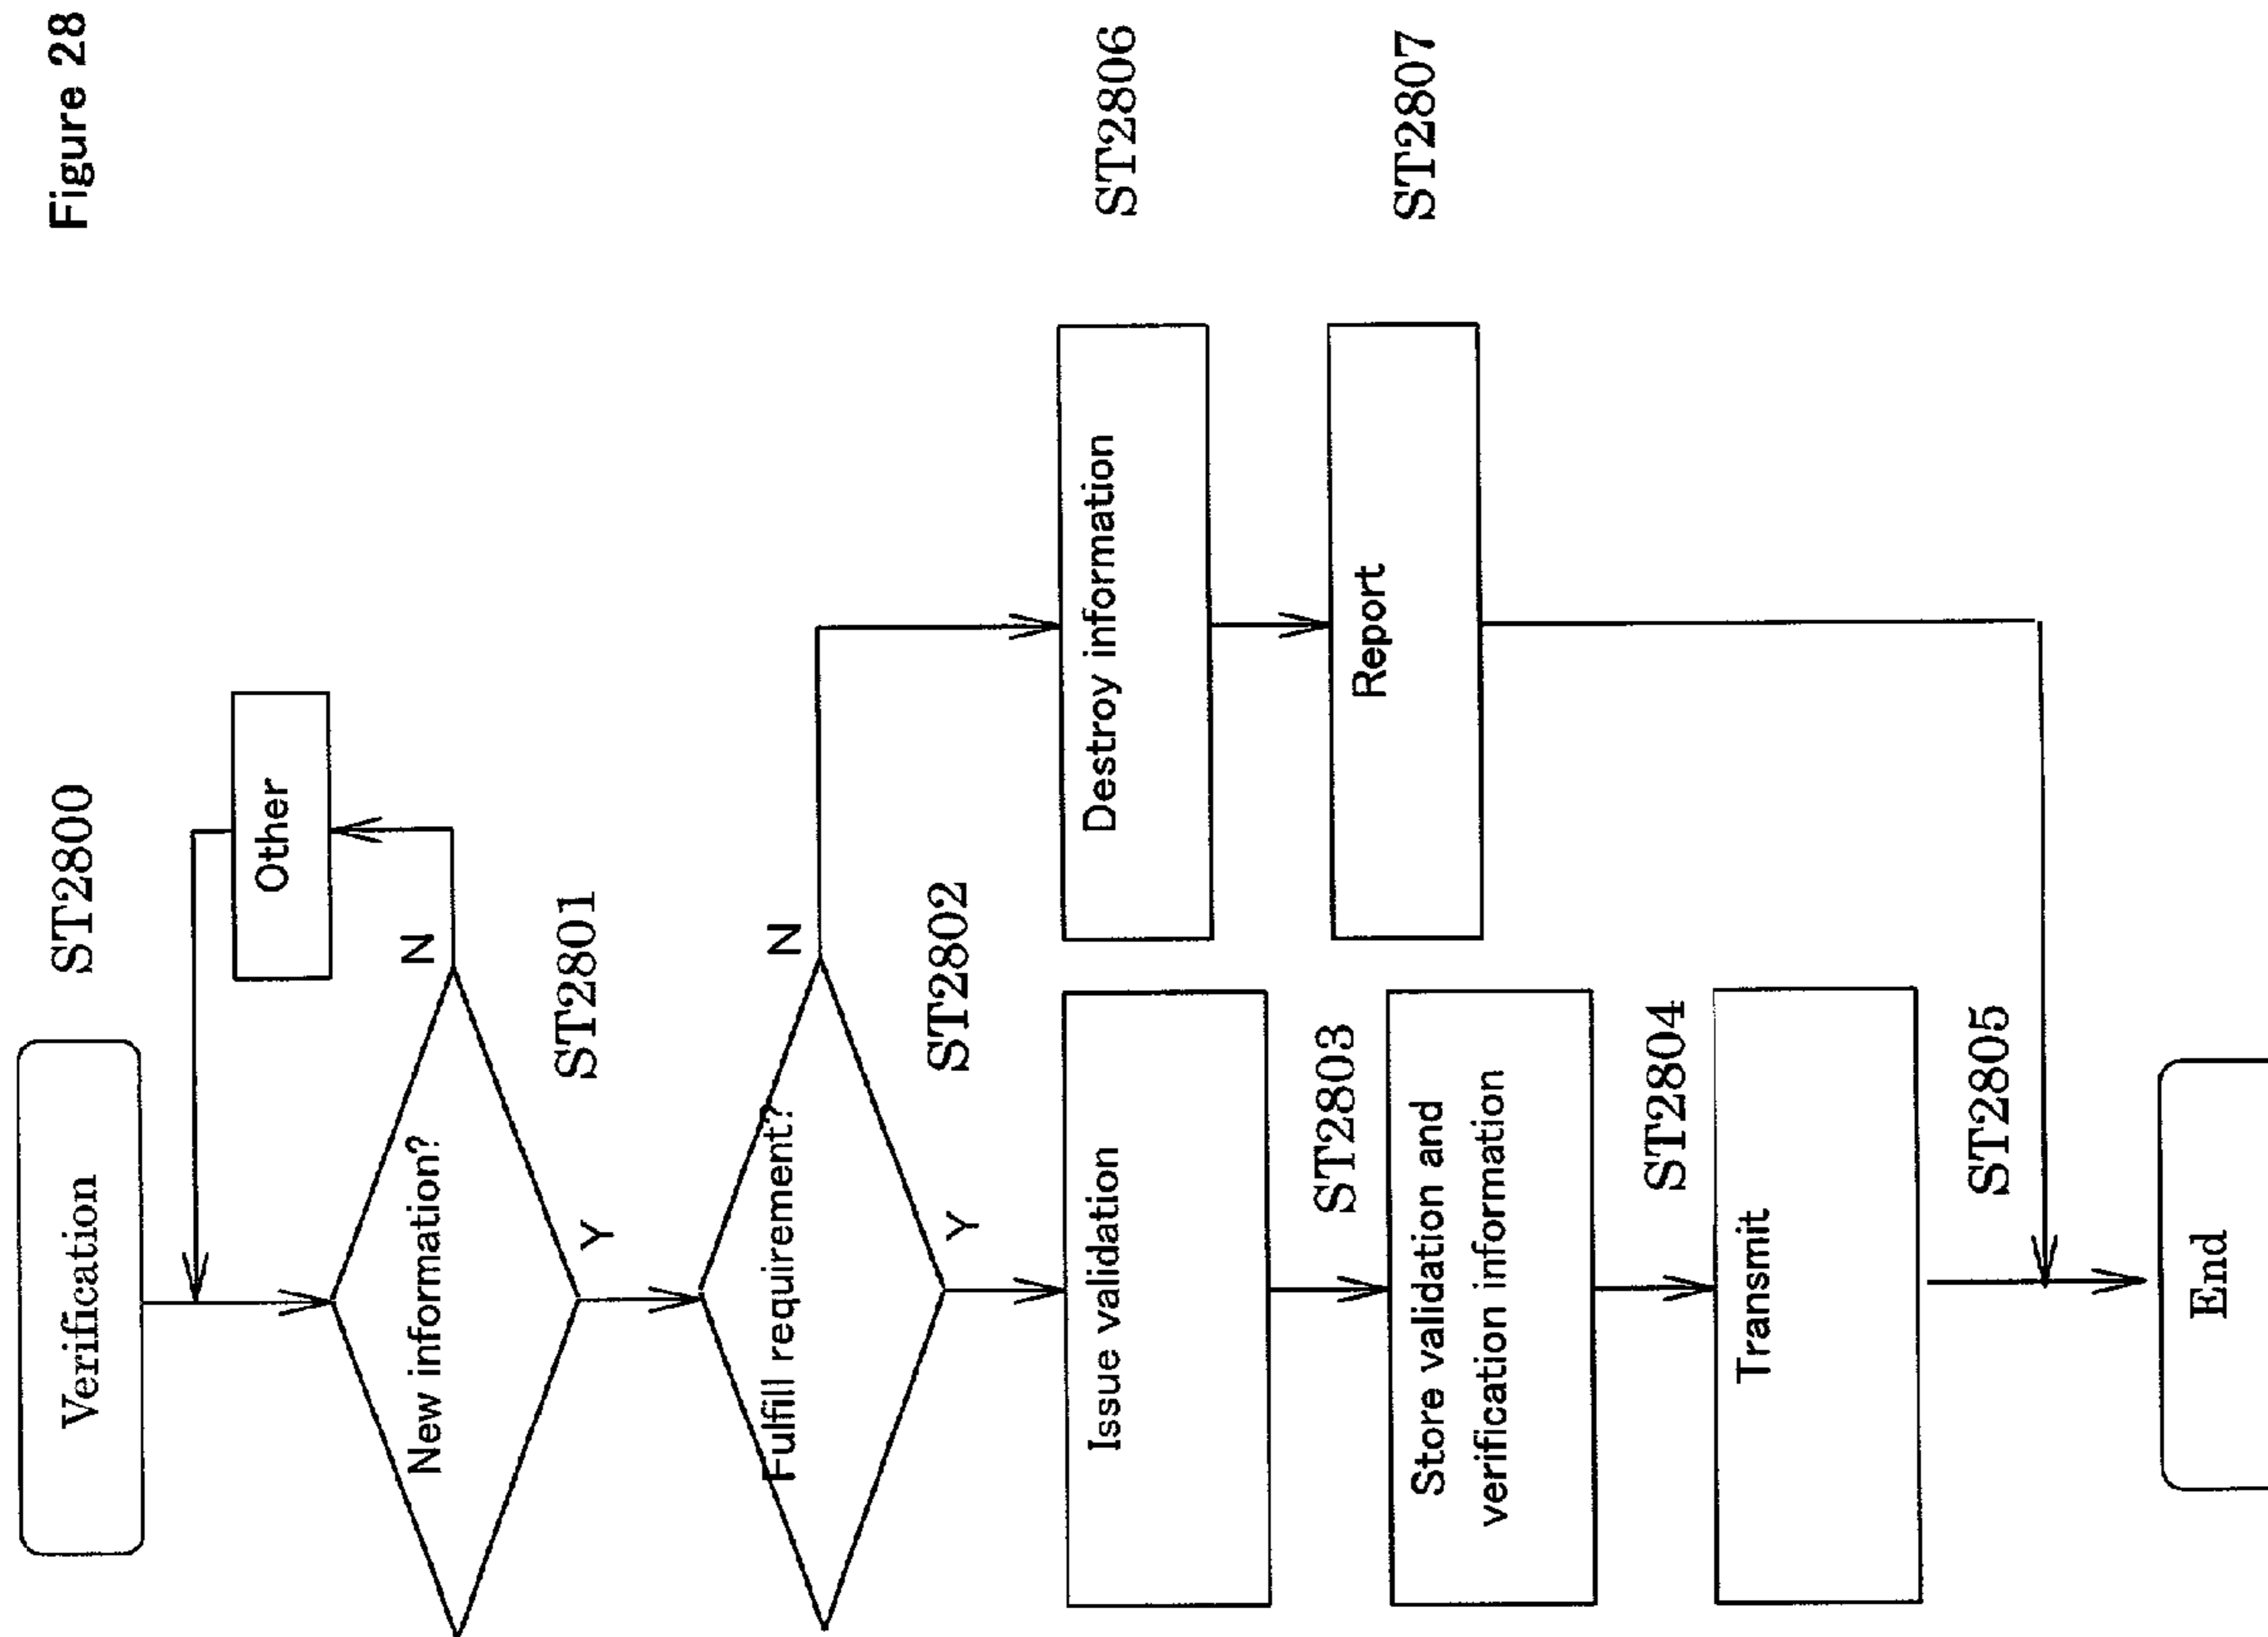 Figure 28
Verification
ST2800
Other
New information?
N
Y
ST2801
Fulfill requirement?
N
Y
ST2802
Issue validation
ST2803
Store validation and
verification information
ST2804
Transmit
ST2805
Destroy information
ST2806
Report
ST2807
End